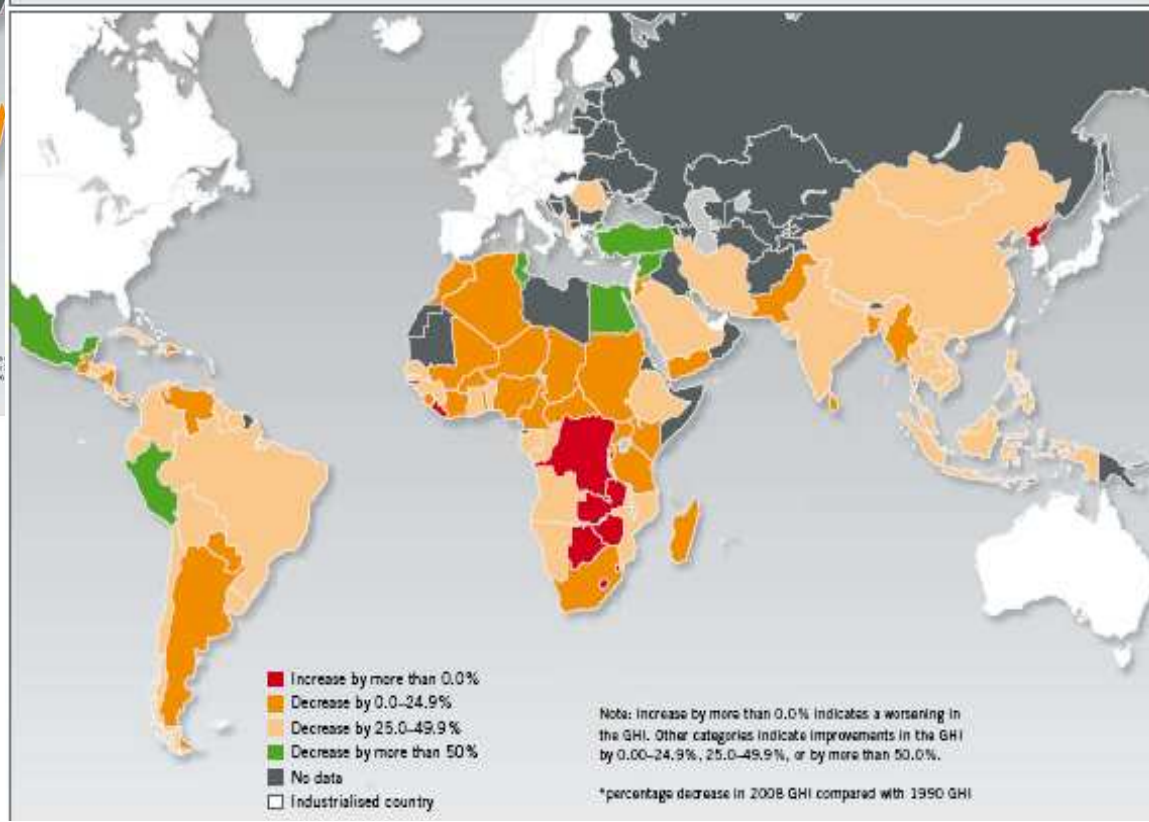 Increase by more than 0.0%
Decrease by 0.0–24.9%
Decrease by 25.0–49.9%
Decrease by more than 50%
No data
Industrialised country
Note: Increase by more than 0.0% indicates a worsening in
the GHI. Other categories indicate improvements in the GHI
by 0.00–24.9%, 25.0–49.9%, or by more than 50.0%.
*percentage decrease in 2008 GHI compared with 1990 GHI